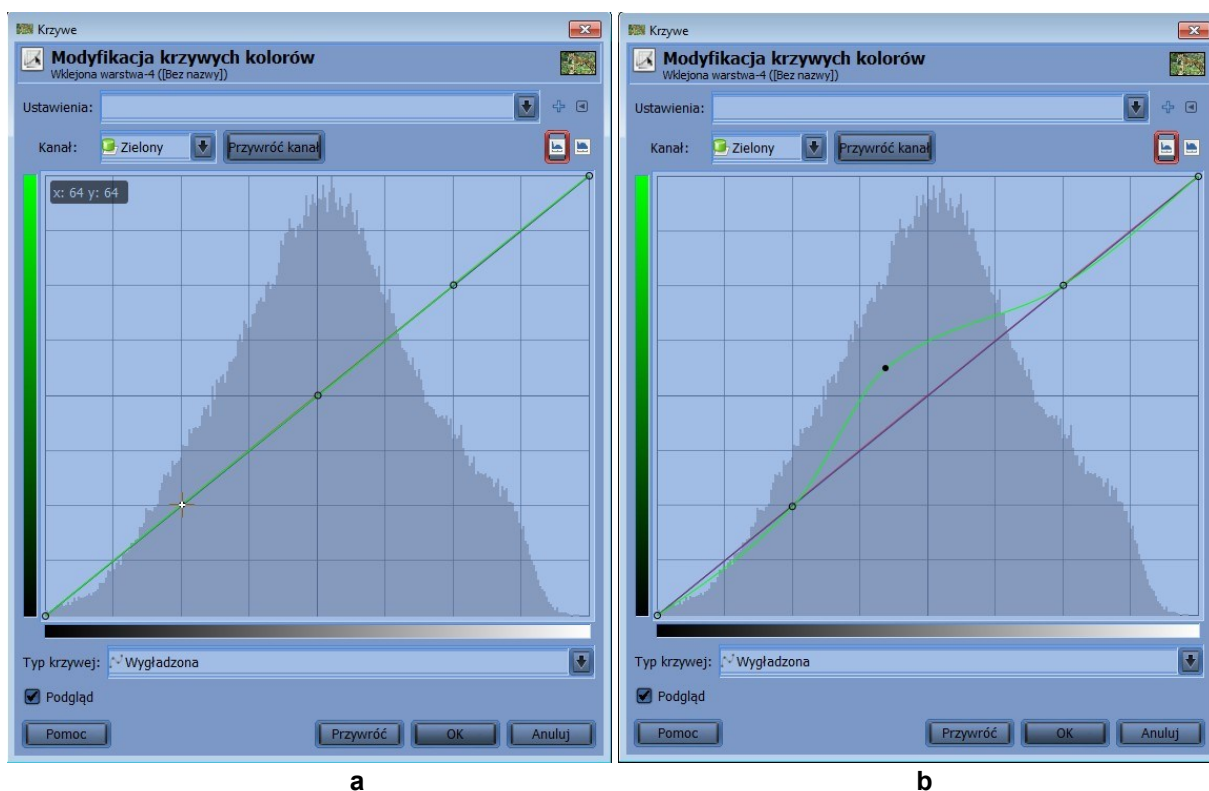 Krzywe
Modyfikacja krzywych kolorów
Wklejona warstwa-4 ([Bez nazwy])
Ustawienia:
Kanał: Zielony Przywróć kanał
x: 64 y: 64
Typ krzywej: Wygładzona
Podgląd
Pomoc Przywróć OK Anuluj
a
Krzywe
Modyfikacja krzywych kolorów
Wklejona warstwa-4 ([Bez nazwy])
Ustawienia:
Kanał: Zielony Przywróć kanał
Typ krzywej: Wygładzona
Podgląd
Pomoc Przywróć OK Anuluj
b